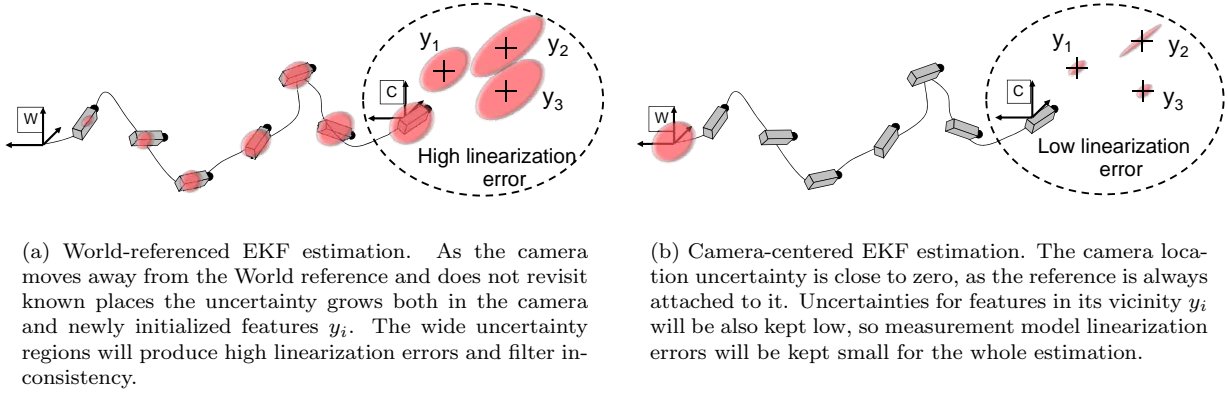 W
C
y1
y2
y3
High linearization
error
(a) World-referenced EKF estimation. As the camera
moves away from the World reference and does not revisit
known places the uncertainty grows both in the camera
and newly initialized features yi. The wide uncertainty
regions will produce high linearization errors and filter in-
consistency.
W
C
y1
y2
y3
Low linearization
error
(b) Camera-centered EKF estimation. The camera loca-
tion uncertainty is close to zero, as the reference is always
attached to it. Uncertainties for features in its vicinity yi
will be also kept low, so measurement model linearization
errors will be kept small for the whole estimation.